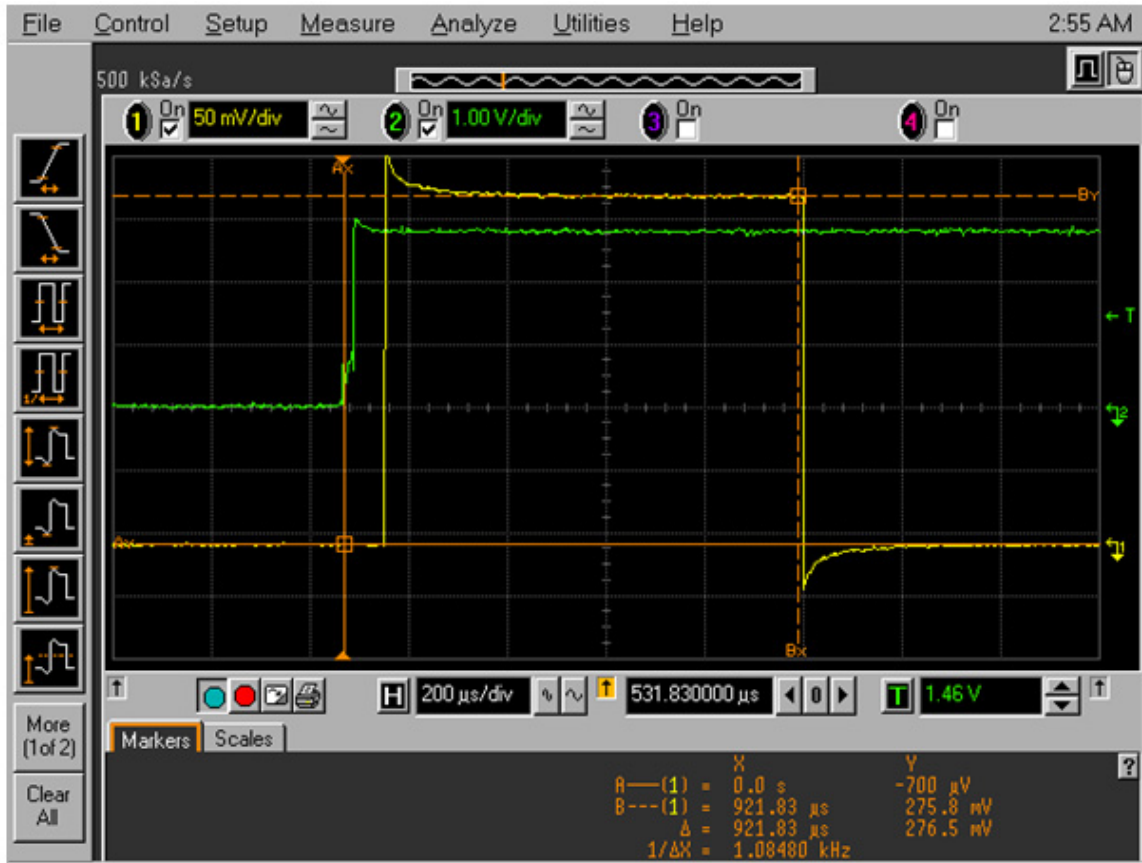 File Control Setup Measure Analyze Utilities Help 2:55 AM
500 kSa/s
1 On 50 mV/div 2 On 1.00 V/div 3 On 4 On
Ax
By
T
2
Ay
1
Bx
1/
H 200 µs/div 531.830000 µs 0 T 1.46 V
More
(1of 2)
Clear
All
Markers Scales
?
X Y
A—(1) = 0.0 s -700 µV
B---(1) = 921.83 µs 275.8 mV
Δ = 921.83 µs 276.5 mV
1/ΔX = 1.08480 kHz